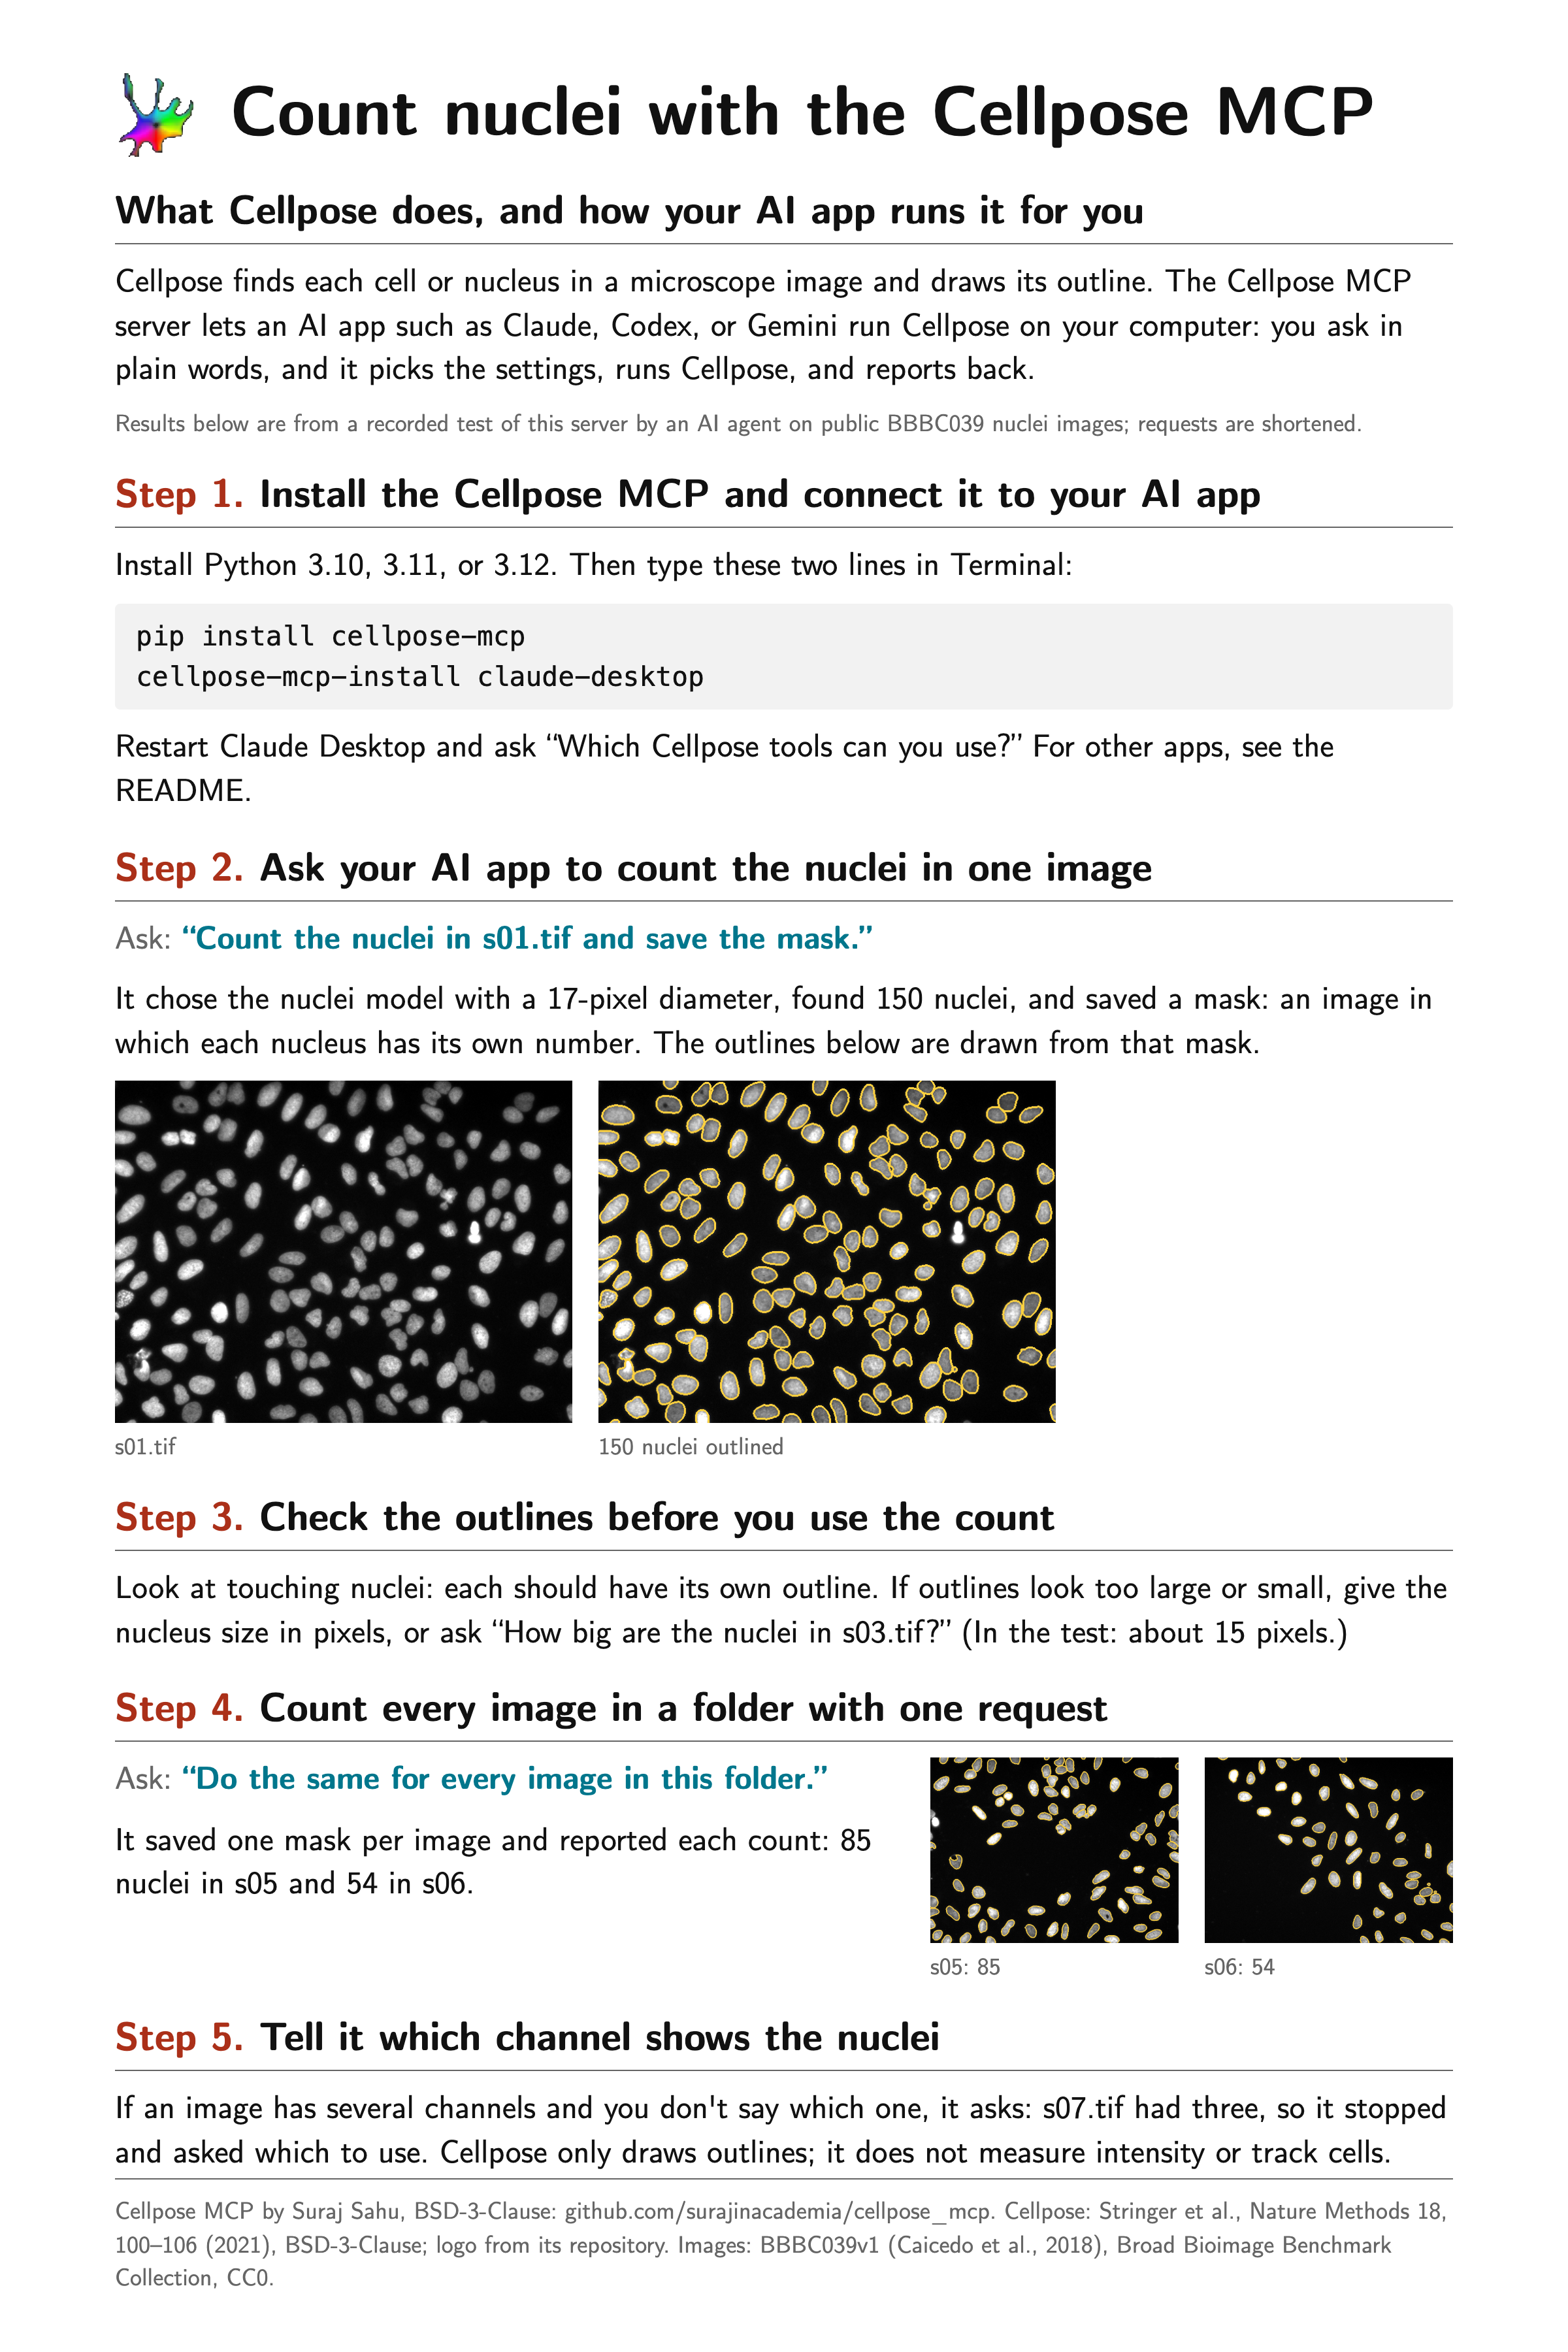 Count nuclei with the Cellpose MCP
What Cellpose does, and how your AI app runs it for you
Cellpose finds each cell or nucleus in a microscope image and draws its outline. The Cellpose MCP
server lets an AI app such as Claude, Codex, or Gemini run Cellpose on your computer: you ask in
plain words, and it picks the settings, runs Cellpose, and reports back.
Results below are from a recorded test of this server by an AI agent on public BBBC039 nuclei images; requests are shortened.
Step 1. Install the Cellpose MCP and connect it to your AI app
Install Python 3.10, 3.11, or 3.12. Then type these two lines in Terminal:
pip install cellpose-mcp
cellpose-mcp-install claude-desktop
Restart Claude Desktop and ask “Which Cellpose tools can you use?” For other apps, see the
README.
Step 2. Ask your AI app to count the nuclei in one image
Ask: “Count the nuclei in s01.tif and save the mask.”
It chose the nuclei model with a 17-pixel diameter, found 150 nuclei, and saved a mask: an image in
which each nucleus has its own number. The outlines below are drawn from that mask.
s01.tif
150 nuclei outlined
Step 3. Check the outlines before you use the count
Look at touching nuclei: each should have its own outline. If outlines look too large or small, give the
nucleus size in pixels, or ask “How big are the nuclei in s03.tif?” (In the test: about 15 pixels.)
Step 4. Count every image in a folder with one request
Ask: “Do the same for every image in this folder.”
It saved one mask per image and reported each count: 85
nuclei in s05 and 54 in s06.
s05: 85
s06: 54
Step 5. Tell it which channel shows the nuclei
If an image has several channels and you don't say which one, it asks: s07.tif had three, so it stopped
and asked which to use. Cellpose only draws outlines; it does not measure intensity or track cells.
Cellpose MCP by Suraj Sahu, BSD-3-Clause: github.com/surajinacademia/cellpose_mcp. Cellpose: Stringer et al., Nature Methods 18,
100–106 (2021), BSD-3-Clause; logo from its repository. Images: BBBC039v1 (Caicedo et al., 2018), Broad Bioimage Benchmark
Collection, CC0.